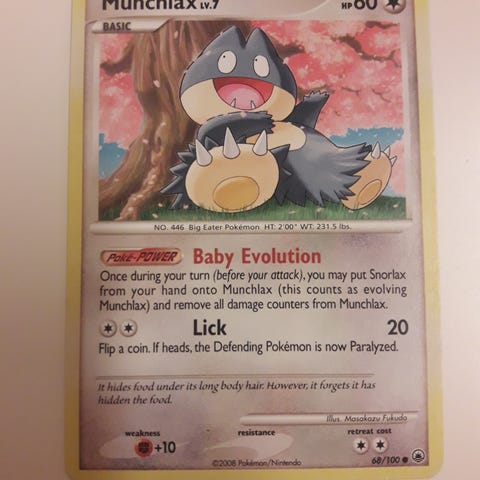 Munchlax LV.7 HP 60
BASIC
NO. 446 Big Eater Pokémon HT: 2'00" WT: 231.5 lbs.
Poké-POWER Baby Evolution
Once during your turn (before your attack), you may put Snorlax
from your hand onto Munchlax (this counts as evolving
Munchlax) and remove all damage counters from Munchlax.
Lick 20
Flip a coin. If heads, the Defending Pokémon is now Paralyzed.
It hides food under its long body hair. However, it forgets it has
hidden the food.
Illus. Masakazu Fukuda
weakness resistance retreat cost
+10
©2008 Pokémon/Nintendo 68/100